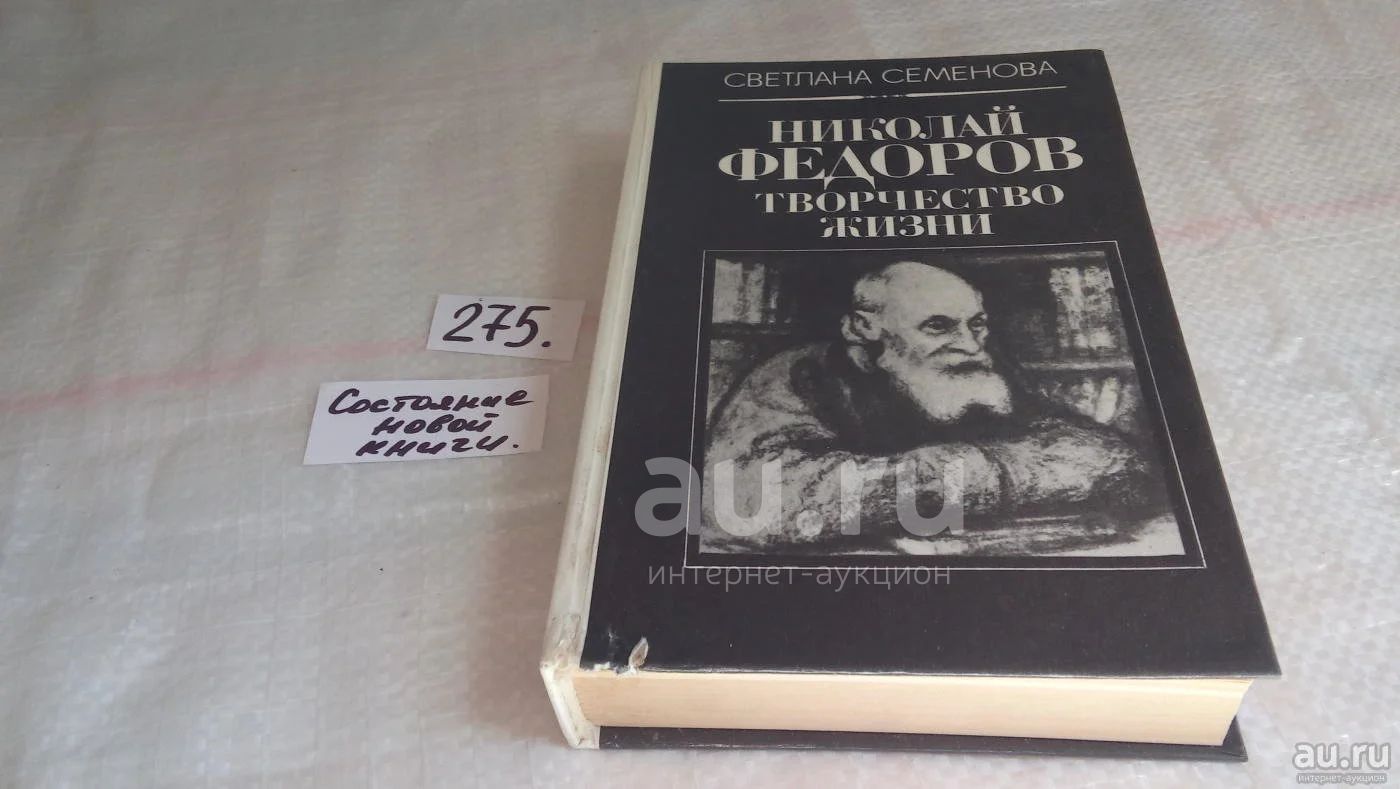 СВЕТЛАНА СЕМЕНОВА
НИКОЛАЙ
ФЕДОРОВ
ТВОРЧЕСТВО
ЖИЗНИ
275.
Состояние
новой
книги.
au.ru
интернет-аукцион
au.ru
интернет-аукцион